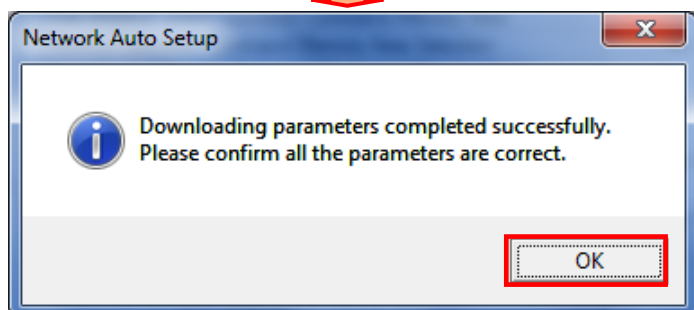 Network Auto Setup
Downloading parameters completed successfully.
Please confirm all the parameters are correct.
OK